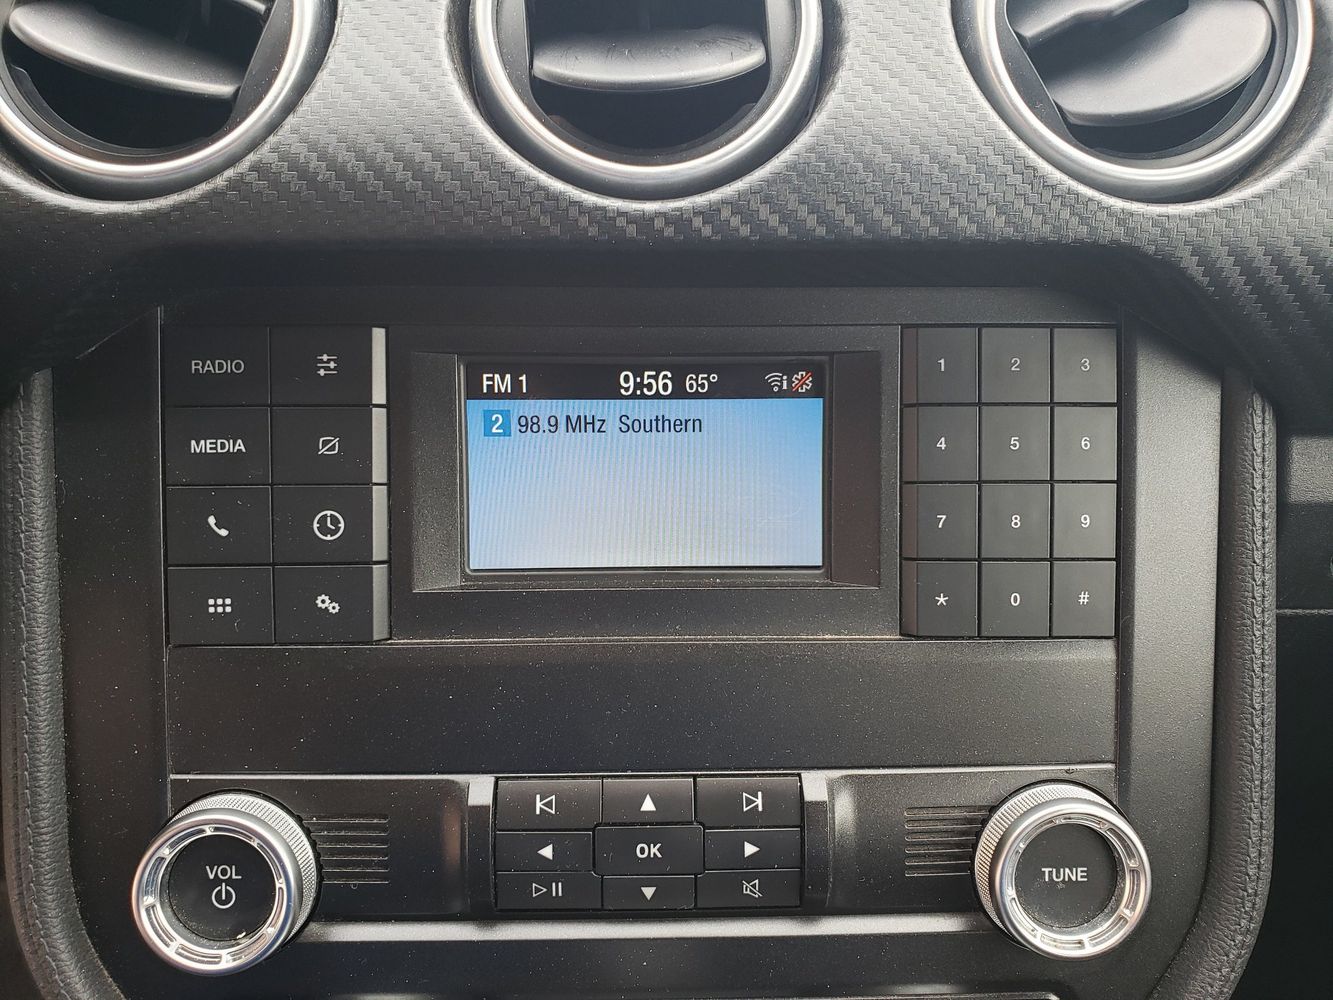 FM 1 9:56 65°
2 98.9 MHz Southern
RADIO
MEDIA
1 2 3
4 5 6
7 8 9
* 0 #
VOL
OK
TUNE